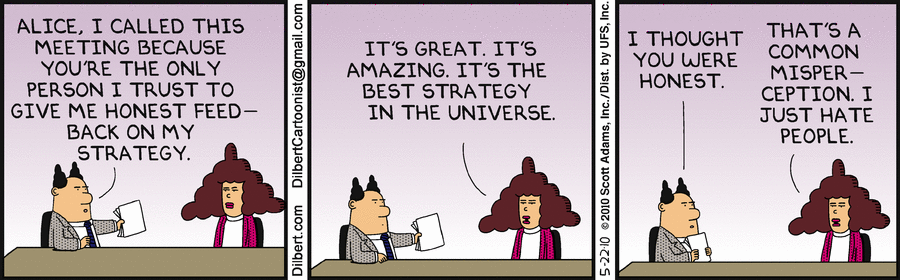 ALICE, I CALLED THIS
MEETING BECAUSE
YOU'RE THE ONLY
PERSON I TRUST TO
GIVE ME HONEST FEED—
BACK ON MY
STRATEGY.
Dilbert.com DilbertCartoonist@gmail.com
IT'S GREAT. IT'S
AMAZING. IT'S THE
BEST STRATEGY
IN THE UNIVERSE.
5-22-10 © 2010 Scott Adams, Inc./Dist. by UFS, Inc.
I THOUGHT
YOU WERE
HONEST.
THAT'S A
COMMON
MISPER—
CEPTION. I
JUST HATE
PEOPLE.